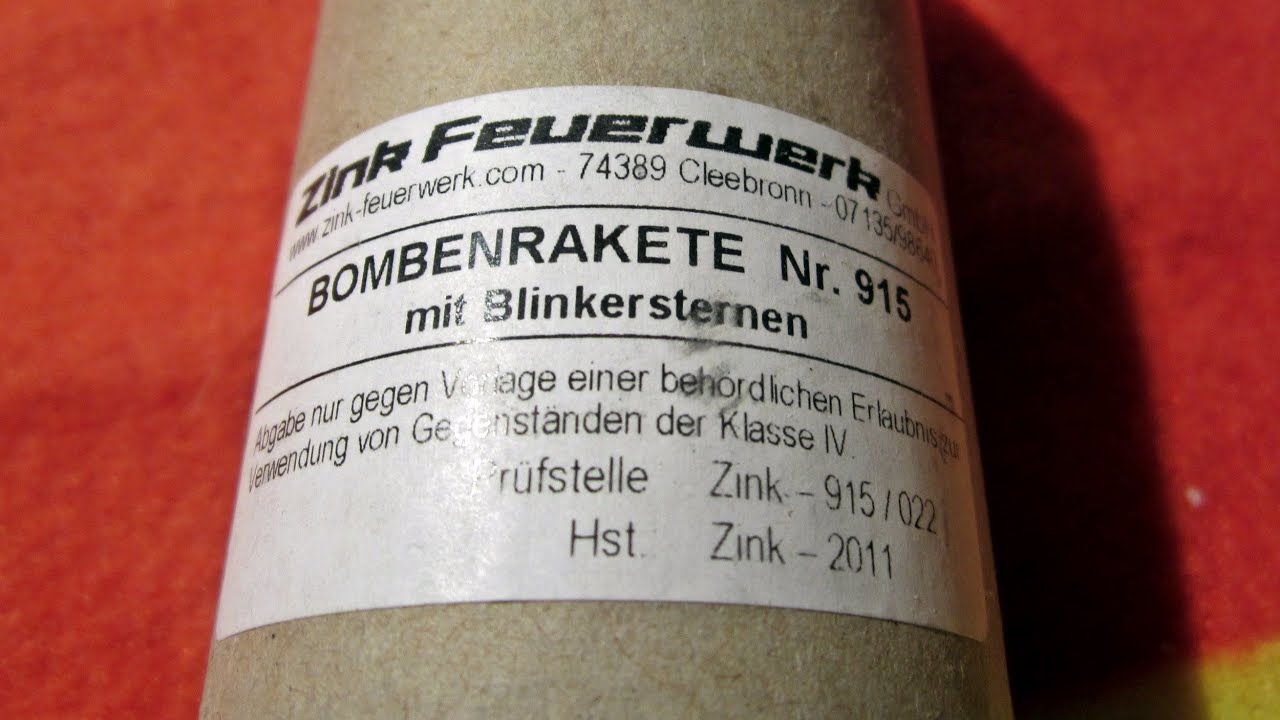 Zink Feuerwerk GmbH
www.zink-feuerwerk.com - 74389 Cleebronn - 07135/9864
BOMBENRAKETE Nr. 915
mit Blinkersternen
Abgabe nur gegen Vorlage einer behördlichen Erlaubnis zur
Verwendung von Gegenständen der Klasse IV.
Prüfstelle Zink - 915 / 022
Hst. Zink - 2011